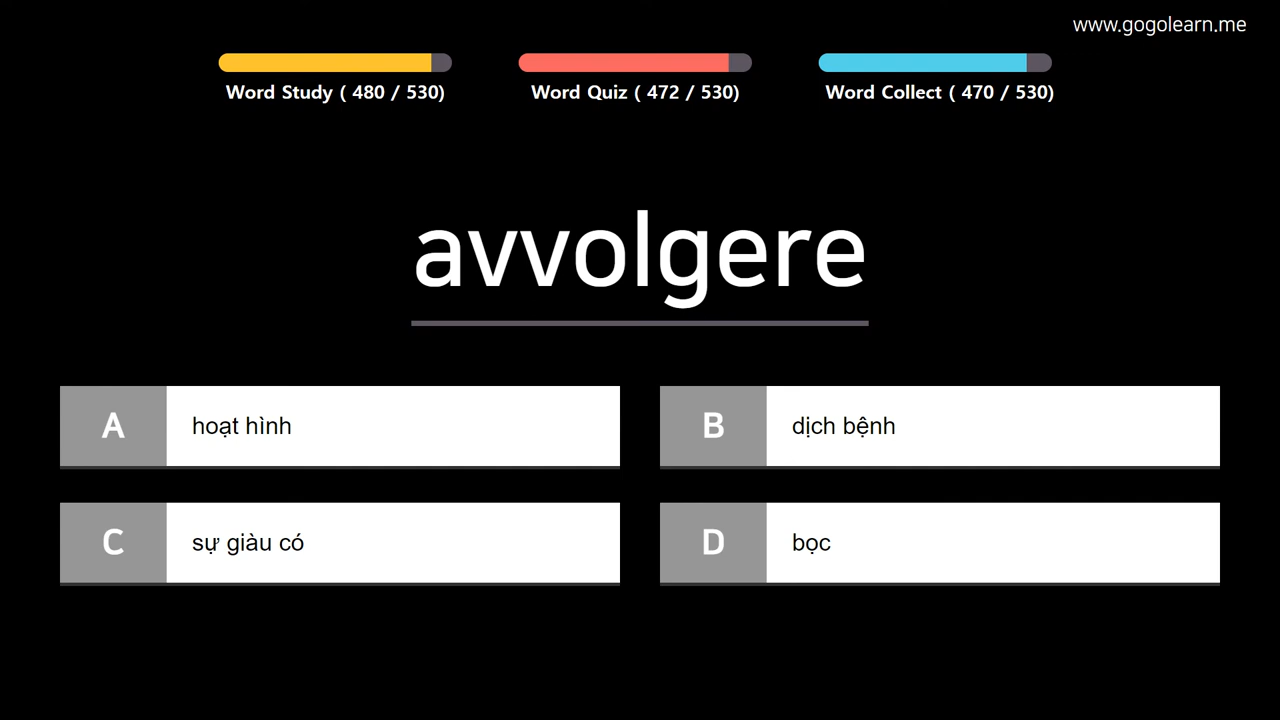 www.gogolearn.me
Word Study ( 480 / 530)
Word Quiz ( 472 / 530)
Word Collect ( 470 / 530)
avvolgere
A hoạt hình
B dịch bệnh
C sự giàu có
D bọc